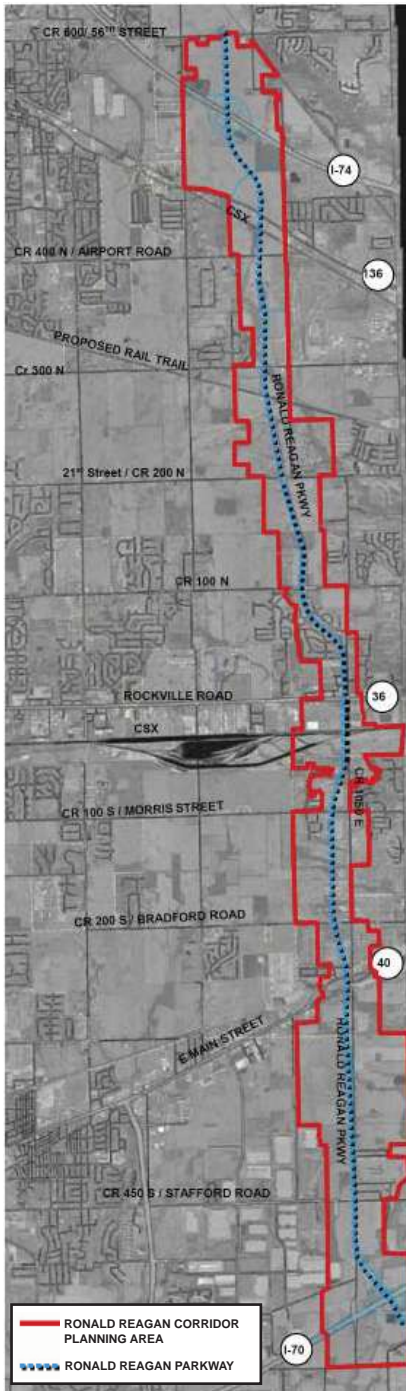 CR 600/ 56TH STREET
I-74
CSX
CR 400 N / AIRPORT ROAD
136
PROPOSED RAIL TRAIL
Cr 300 N
RONALD REAGAN PKWY
21st Street / CR 200 N
CR 100 N
ROCKVILLE ROAD
36
CSX
CR 1050 E
CR 100 S / MORRIS STREET
CR 200 S / BRADFORD ROAD
40
E MAIN STREET
RONALD REAGAN PKWY
CR 450 S / STAFFORD ROAD
RONALD REAGAN CORRIDOR
PLANNING AREA
RONALD REAGAN PARKWAY
I-70